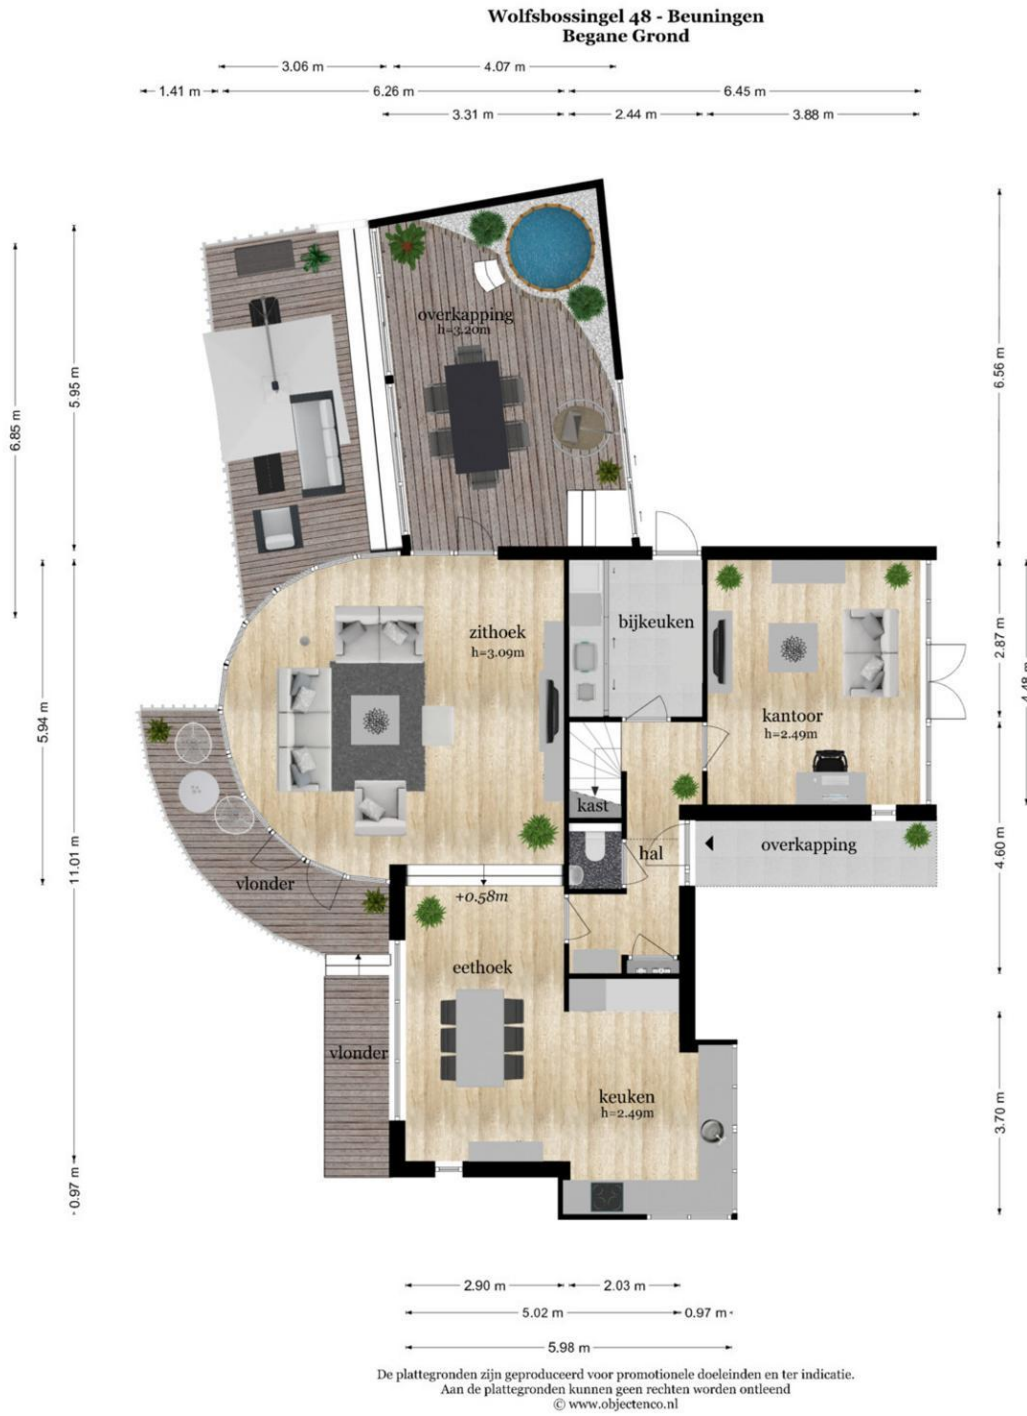 Wolfsbossingel 48 - Beuningen
Begane Grond
3.06 m
4.07 m
1.41 m
6.26 m
6.45 m
3.31 m
2.44 m
3.88 m
overkapping
h=3.20m
5.95 m
6.56 m
6.85 m
zithoek
h=3.09m
bijkeuken
kantoor
h=2.49m
2.87 m
4.48 m
5.94 m
kast
hal
overkapping
4.60 m
11.01 m
vlonder
+0.58m
eethoek
vlonder
keuken
h=2.49m
3.70 m
0.97 m
2.90 m
2.03 m
5.02 m
0.97 m
5.98 m
De plattegronden zijn geproduceerd voor promotionele doeleinden en ter indicatie.
Aan de plattegronden kunnen geen rechten worden ontleend
© www.objectenco.nl